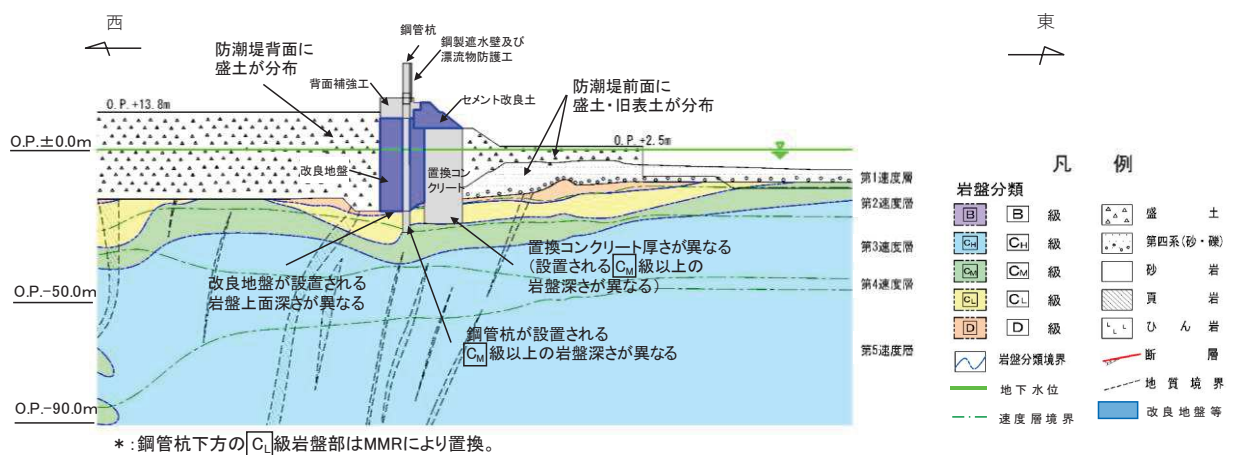 西
東
鋼管杭
鋼製遮水壁及び
漂流物防護工
防潮堤背面に
盛土が分布
背面補強工
セメント改良土
防潮堤前面に
盛土・旧表土が分布
O.P.+13.8m
O.P.±0.0m
O.P.+2.5m
改良地盤
置換コン
クリート
第1速度層
第2速度層
第3速度層
第4速度層
第5速度層
置換コンクリート厚さが異なる
(設置されるCM級以上の
岩盤深さが異なる)
改良地盤が設置される
岩盤上面深さが異なる
鋼管杭が設置される
CM級以上の岩盤深さが異なる
O.P.-50.0m
O.P.-90.0m
*:鋼管杭下方のCL級岩盤部はMMRにより置換。
凡 例
岩盤分類
B B 級
CH CH 級
CM CM 級
CL CL 級
D D 級
岩盤分類境界
地下水位
速度層境界
盛 土
第四系(砂・礫)
砂 岩
頁 岩
ひ ん 岩
断 層
地質境界
改良地盤等